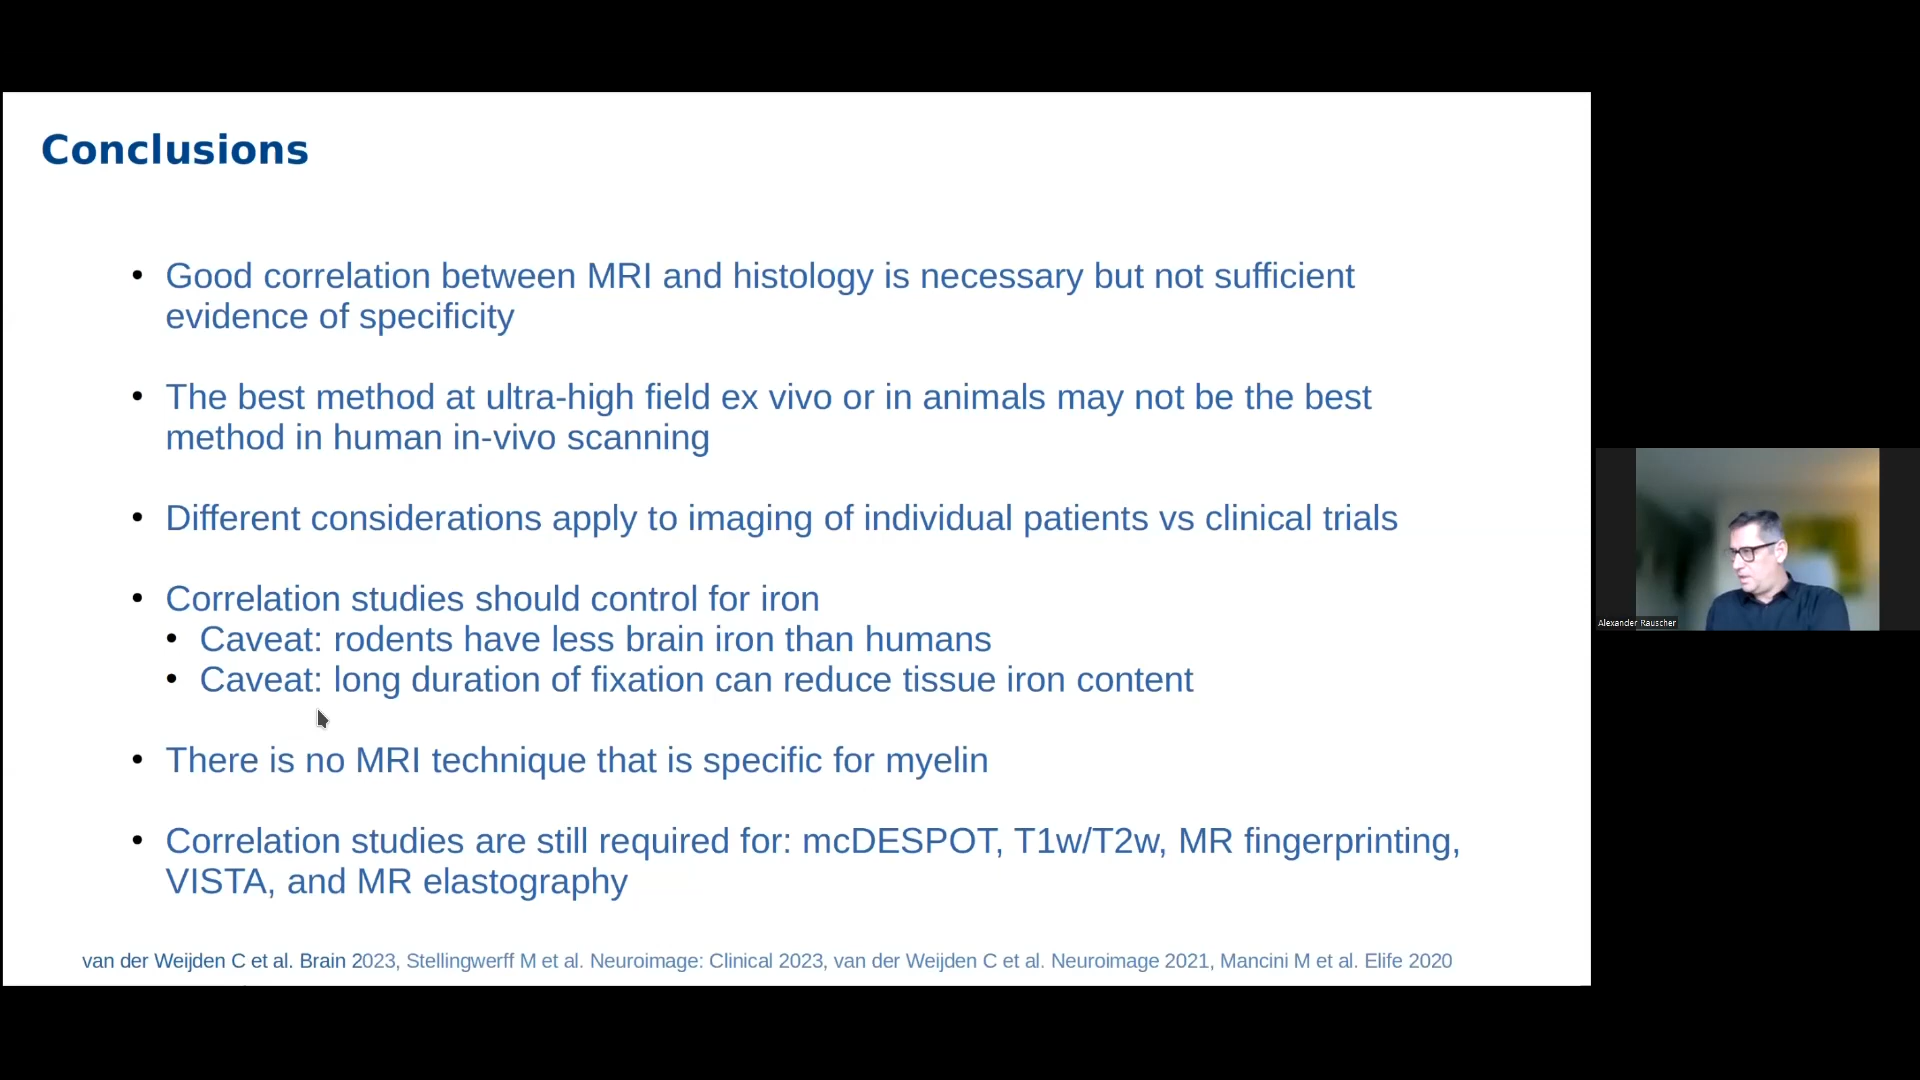 Conclusions
• Good correlation between MRI and histology is necessary but not sufficient
evidence of specificity
• The best method at ultra-high field ex vivo or in animals may not be the best
method in human in-vivo scanning
• Different considerations apply to imaging of individual patients vs clinical trials
• Correlation studies should control for iron
• Caveat: rodents have less brain iron than humans
• Caveat: long duration of fixation can reduce tissue iron content
• There is no MRI technique that is specific for myelin
• Correlation studies are still required for: mcDESPOT, T1w/T2w, MR fingerprinting,
VISTA, and MR elastography
van der Weijden C et al. Brain 2023, Stellingwerff M et al. Neuroimage: Clinical 2023, van der Weijden C et al. Neuroimage 2021, Mancini M et al. Elife 2020
Alexander Rauscher